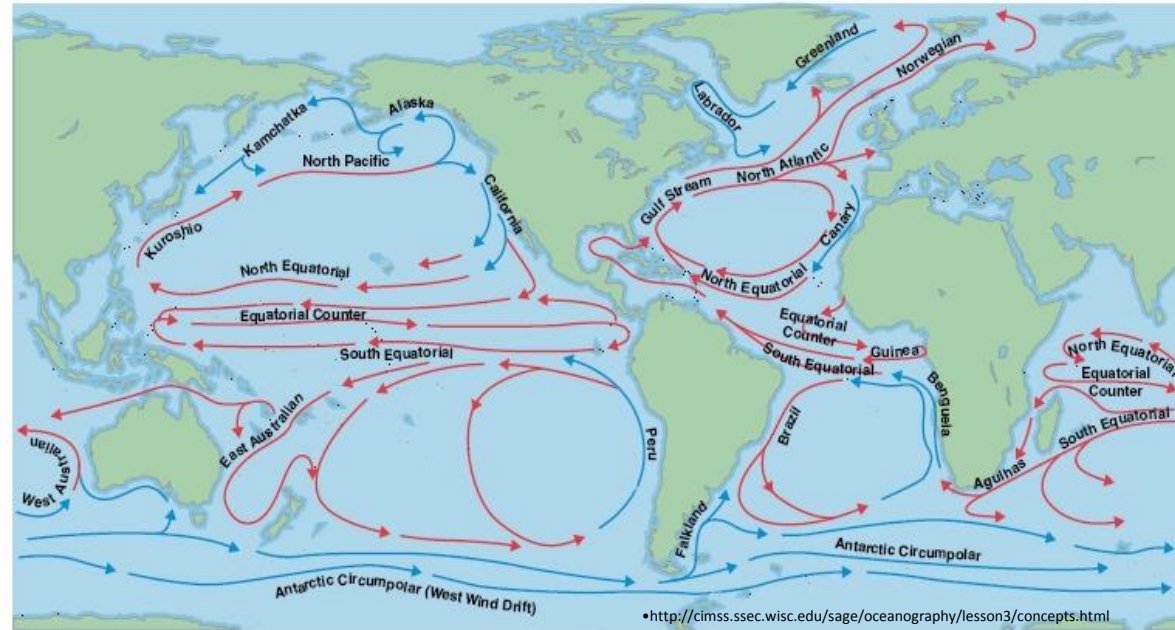 Greenland
Norwegian
Labrador
Alaska
Kamchatka
North Pacific
North Atlantic
California
Gulf Stream
Canary
Kuroshio
North Equatorial
North Equatorial
Equatorial Counter
Equatorial
Counter
South Equatorial
South Equatorial
Guinea
North Equatorial
Equatorial
Counter
South Equatorial
East Australian
West Australian
Peru
Brazil
Benguela
Agulhas
Falkland
Antarctic Circumpolar
Antarctic Circumpolar (West Wind Drift)
•http://cimss.ssec.wisc.edu/sage/oceanography/lesson3/concepts.html